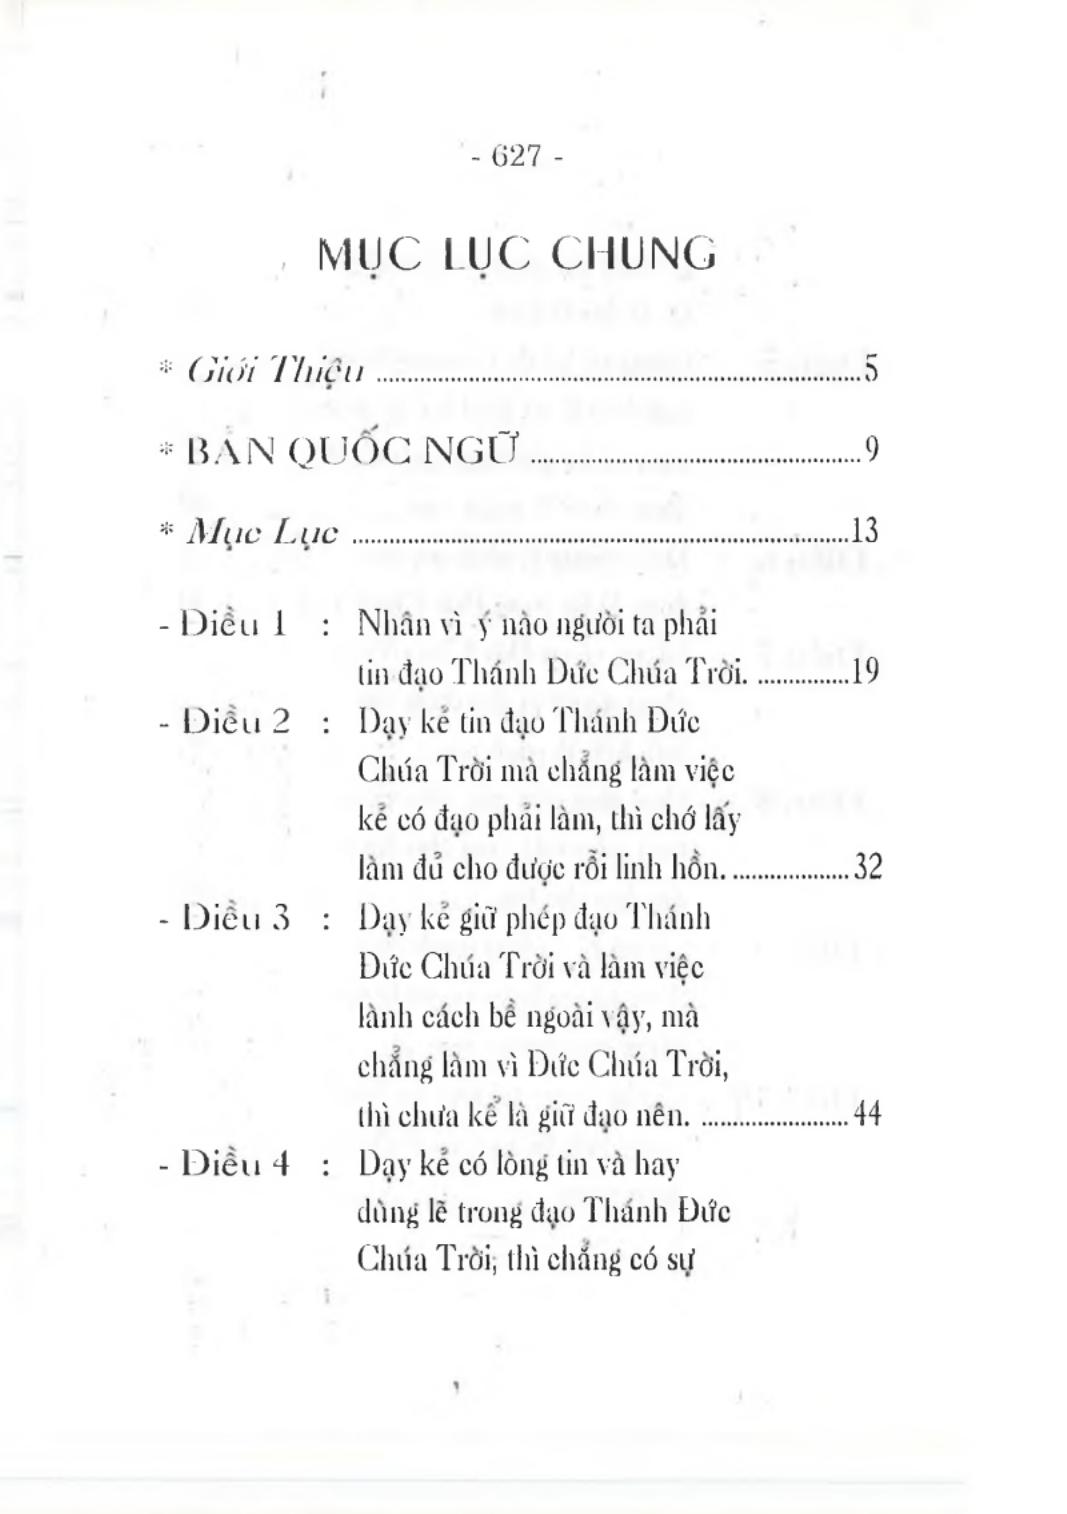 - 627 -
MỤC LỤC CHUNG
* Giới Thiệu ........................................................................5
* BẢN QUỐC NGỮ ................................................9
* Mục Lục .........................................................................13
- Điều 1 : Nhân vì ý nào người ta phải
tin đạo Thánh Đức Chúa Trời. ..............19
- Điều 2 : Dạy kẻ tin đạo Thánh Đức
Chúa Trời mà chẳng làm việc
kẻ có đạo phải làm, thì chớ lấy
làm đủ cho được rỗi linh hồn. .................32
- Điều 3 : Dạy kẻ giữ phép đạo Thánh
Đức Chúa Trời và làm việc
lành cách bề ngoài vậy, mà
chẳng làm vì Đức Chúa Trời,
thì chưa kể là giữ đạo nên. ......................44
- Điều 4 : Dạy kẻ có lòng tin và hay
dùng lẽ trong đạo Thánh Đức
Chúa Trời, thì chẳng có sự